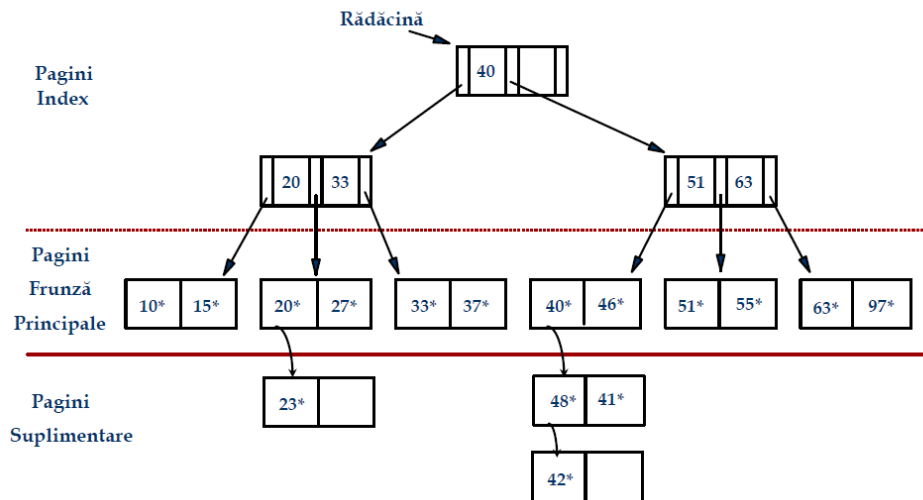 Rădăcină
40
Pagini
Index
20 33
51 63
Pagini
Frunză
Principale
10* 15*
20* 27*
33* 37*
40* 46*
51* 55*
63* 97*
Pagini
Suplimentare
23*
48* 41*
42*